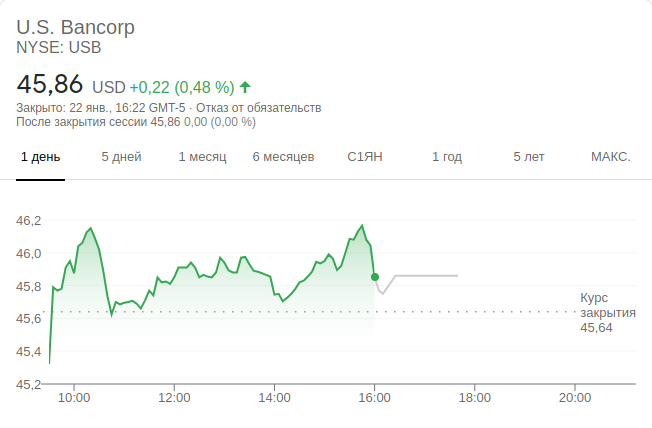 U.S. Bancorp
NYSE: USB
45,86 USD +0,22 (0,48 %)
Закрыто: 22 янв., 16:22 GMT-5 · Отказ от обязательств
После закрытия сессии 45,86 0,00 (0,00 %)
1 день 5 дней 1 месяц 6 месяцев С1ЯН 1 год 5 лет МАКС.
46,2
46,0
45,8
45,6
45,4
45,2
Курс
закрытия
45,64
10:00 12:00 14:00 16:00 18:00 20:00